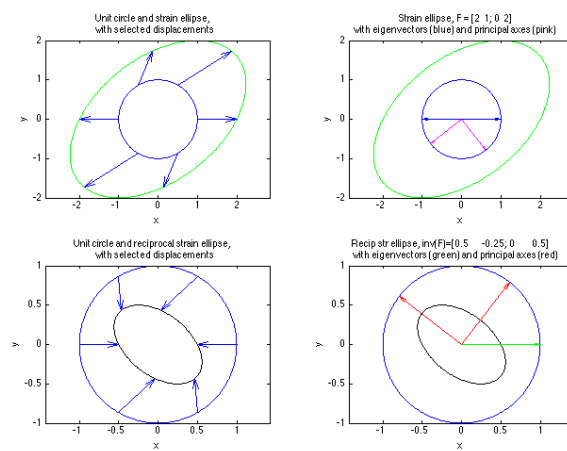 Unit circle and strain ellipse,
with selected displacements
2
1
0
-1
-2
y
-2
-1
0
1
2
x
Strain ellipse, F = [2 1; 0 2]
with eigenvectors (blue) and principal axes (pink)
2
1
0
-1
-2
y
-2
-1
0
1
2
x
Unit circle and reciprocal strain ellipse,
with selected displacements
1
0.5
0
-0.5
-1
y
-1
-0.5
0
0.5
1
x
Recip str ellipse, inv(F)=[0.5 -0.25; 0 0.5]
with eigenvectors (green) and principal axes (red)
1
0.5
0
-0.5
-1
y
-1
-0.5
0
0.5
1
x